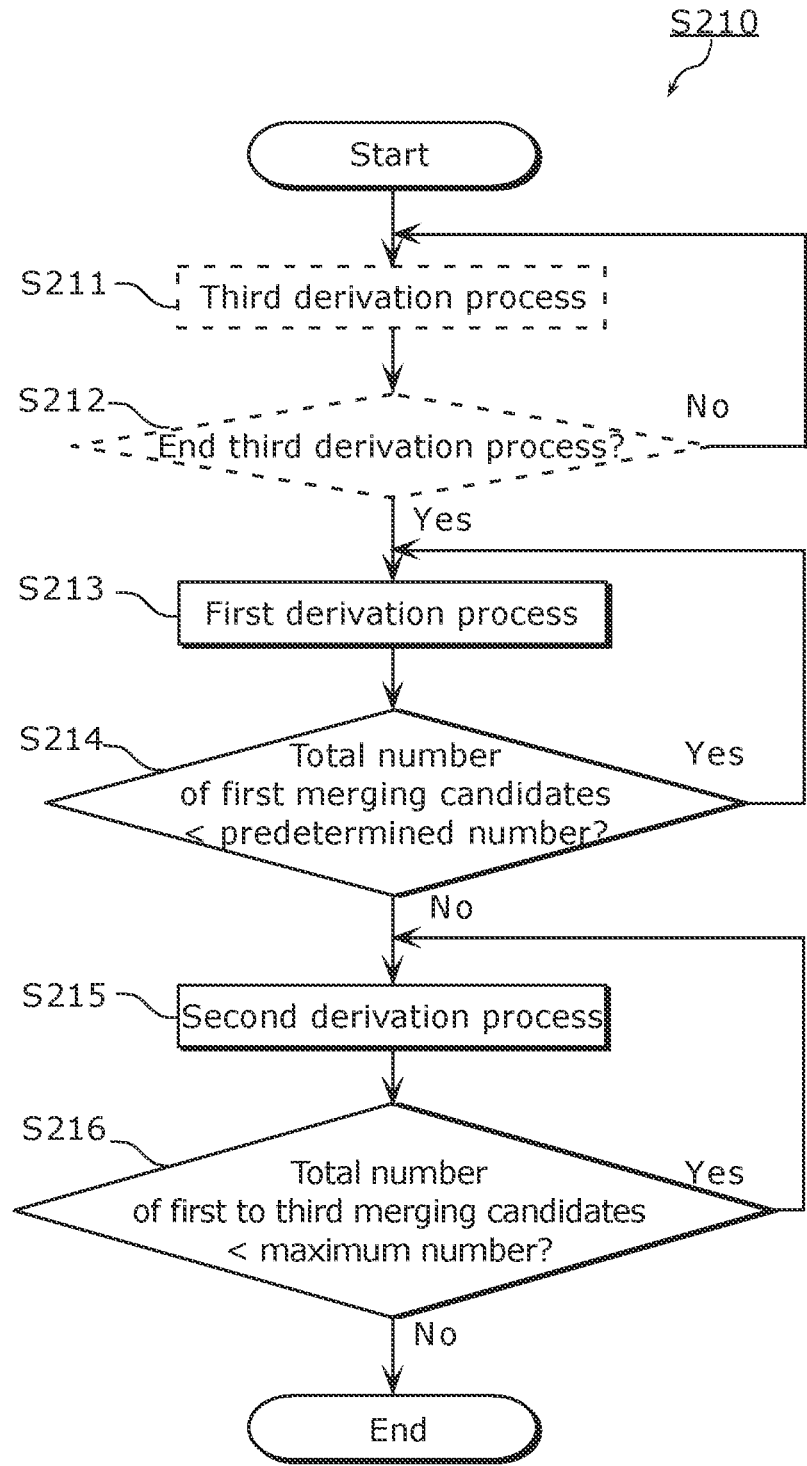 S210
Start
S211
Third derivation process
S212
No
End third derivation process?
Yes
S213
First derivation process
S214
Total number
of first merging candidates
< predetermined number?
Yes
No
S215
Second derivation process
S216
Total number
of first to third merging candidates
< maximum number?
Yes
No
End